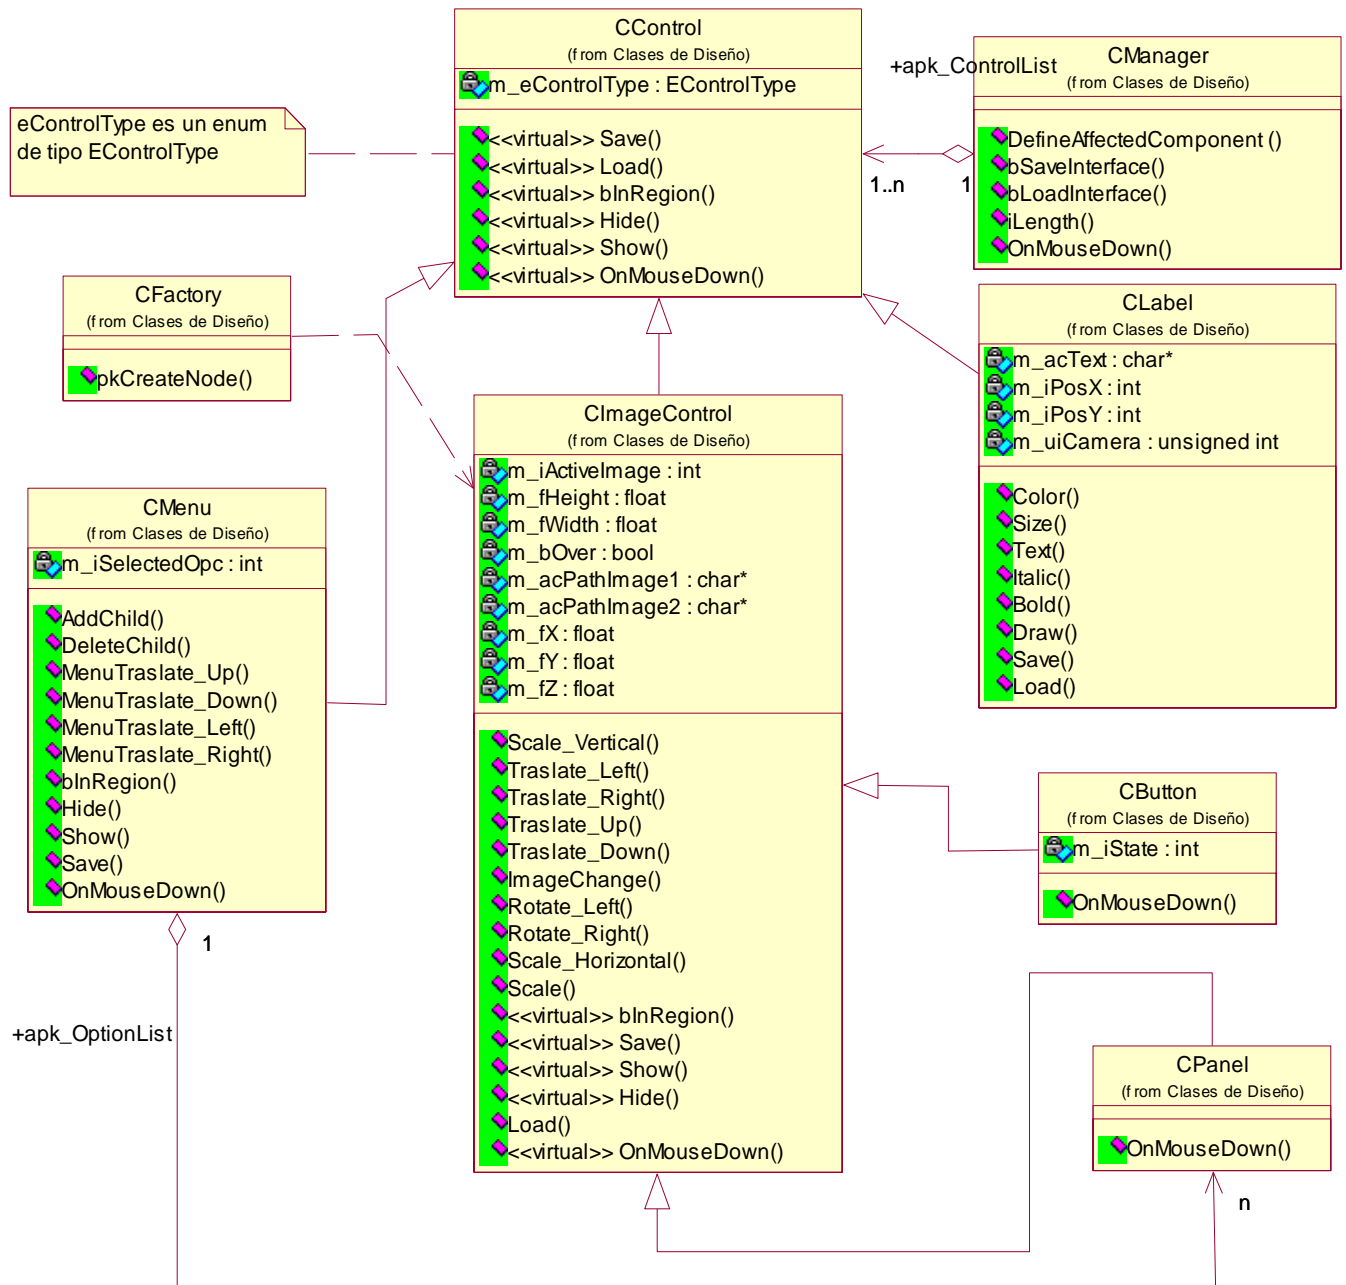 CControl
(from Clases de Diseño)
m_eControlType : EControlType
<<virtual>> Save()
<<virtual>> Load()
<<virtual>> bInRegion()
<<virtual>> Hide()
<<virtual>> Show()
<<virtual>> OnMouseDown()
+apk_ControlList
1..n
1
CManager
(from Clases de Diseño)
DefineAffectedComponent()
bSaveInterface()
bLoadInterface()
iLength()
OnMouseDown()
eControlType es un enum
de tipo EControlType
CFactory
(from Clases de Diseño)
pkCreateNode()
CLabel
(from Clases de Diseño)
m_acText : char*
m_iPosX : int
m_iPosY : int
m_uiCamera : unsigned int
Color()
Size()
Text()
Italic()
Bold()
Draw()
Save()
Load()
CImageControl
(from Clases de Diseño)
m_iActiveImage : int
m_fHeight : float
m_fWidth : float
m_bOver : bool
m_acPathImage1 : char*
m_acPathImage2 : char*
m_fX : float
m_fY : float
m_fZ : float
Scale_Vertical()
Traslate_Left()
Traslate_Right()
Traslate_Up()
Traslate_Down()
ImageChange()
Rotate_Left()
Rotate_Right()
Scale_Horizontal()
Scale()
<<virtual>> bInRegion()
<<virtual>> Save()
<<virtual>> Show()
<<virtual>> Hide()
Load()
<<virtual>> OnMouseDown()
CMenu
(from Clases de Diseño)
m_iSelectedOpc : int
AddChild()
DeleteChild()
MenuTraslate_Up()
MenuTraslate_Down()
MenuTraslate_Left()
MenuTraslate_Right()
bInRegion()
Hide()
Show()
Save()
OnMouseDown()
1
+apk_OptionList
CButton
(from Clases de Diseño)
m_iState : int
OnMouseDown()
CPanel
(from Clases de Diseño)
OnMouseDown()
n